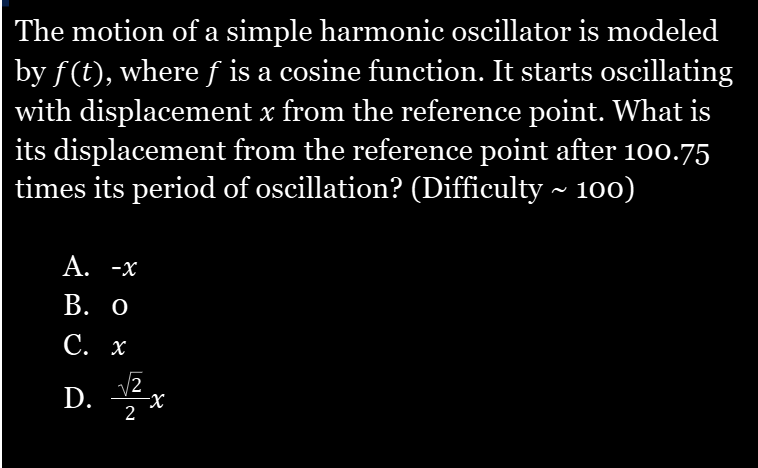 The motion of a simple harmonic oscillator is modeled
by f(t), where f is a cosine function. It starts oscillating
with displacement x from the reference point. What is
its displacement from the reference point after 100.75
times its period of oscillation? (Difficulty ~ 100)
A. -x
B. 0
C. x
D. √2/2 x